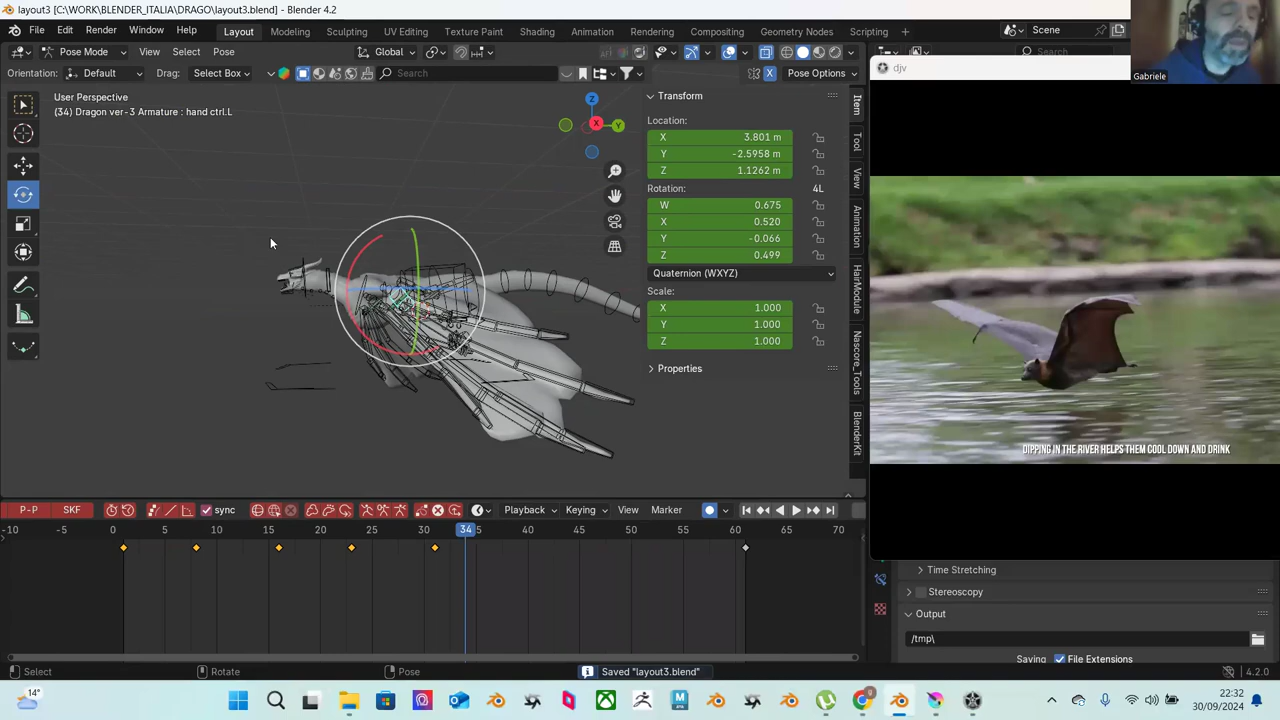 layout3 [C:\WORK\BLENDER_ITALIA\DRAGO\layout3.blend] - Blender 4.2
File Edit Render Window Help Layout Modeling Sculpting UV Editing Texture Paint Shading Animation Rendering Compositing Geometry Nodes Scripting Scene
Pose Mode View Select Pose Global Search
Orientation: Default Drag: Select Box Search X Pose Options
djv
Gabriele
User Perspective
(34) Dragon ver-3 Armature : hand ctrl.L
Z
Y
X
Transform
Location:
X 3.801 m
Y -2.5958 m
Z 1.1262 m
Rotation: 4L
W 0.675
X 0.520
Y -0.066
Z 0.499
Quaternion (WXYZ)
Scale:
X 1.000
Y 1.000
Z 1.000
Properties
Item
Tool
View
Animation
HairModule
Nascore_Tools
BlenderKit
DIPPING IN THE RIVER HELPS THEM COOL DOWN AND DRINK
P-P SKF sync Playback Keying View Marker
-10 -5 0 5 10 15 20 25 30 34 5 40 45 50 55 60 65 70
Time Stretching
Stereoscopy
Output
/tmp\
Saving File Extensions
Select Rotate Pose Saved "layout3.blend" 4.2.0
14°
22:32
30/09/2024